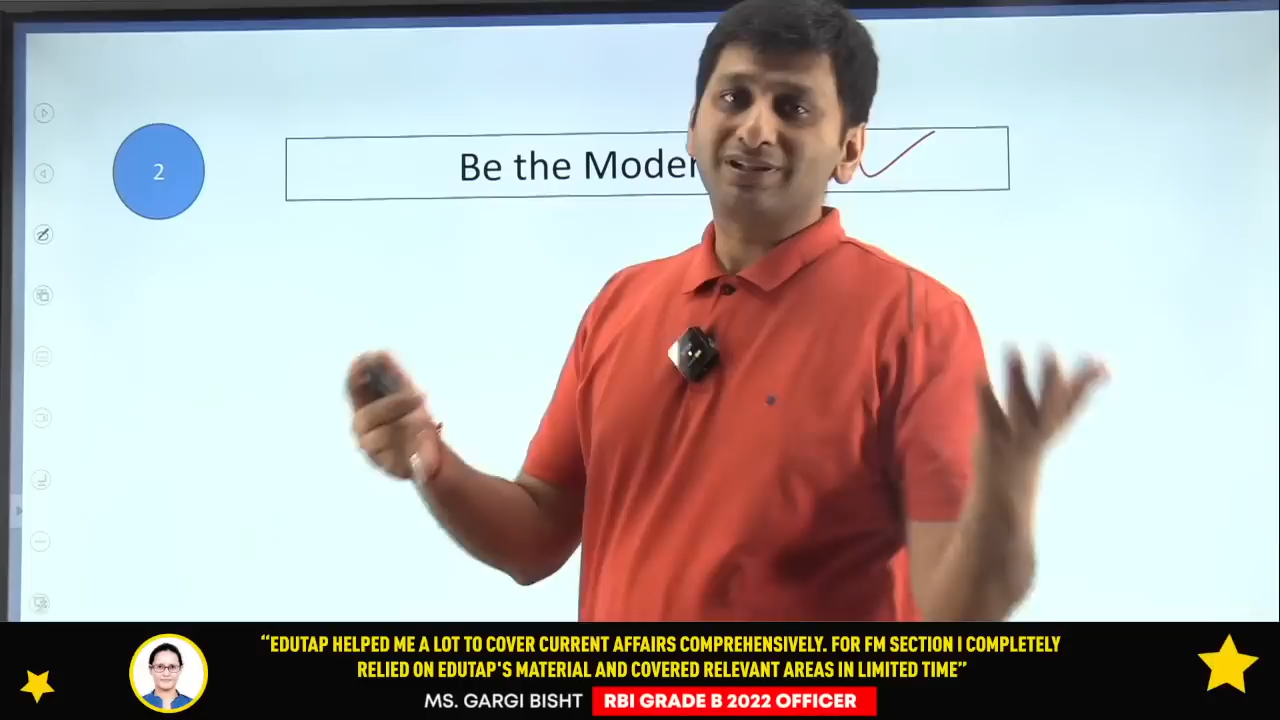 2
Be the Moder
“EDUTAP HELPED ME A LOT TO COVER CURRENT AFFAIRS COMPREHENSIVELY. FOR FM SECTION I COMPLETELY
RELIED ON EDUTAP'S MATERIAL AND COVERED RELEVANT AREAS IN LIMITED TIME”
MS. GARGI BISHT RBI GRADE B 2022 OFFICER